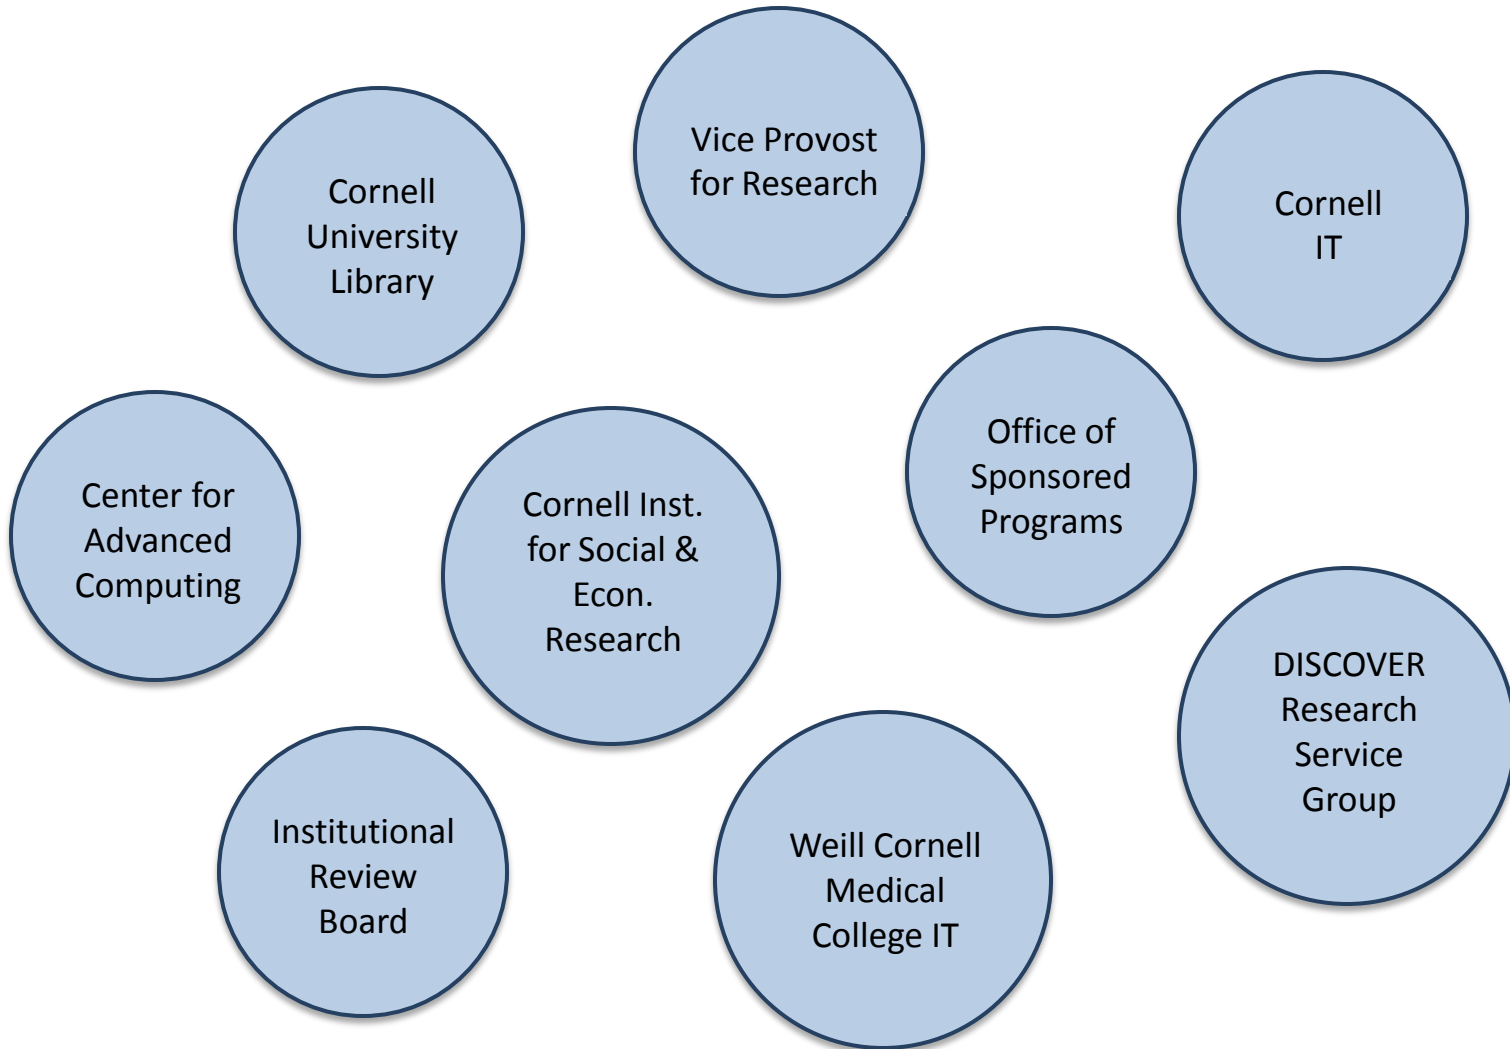 Vice Provost
for Research
Cornell
University
Library
Cornell
IT
Office of
Sponsored
Programs
Center for
Advanced
Computing
Cornell Inst.
for Social &
Econ.
Research
DISCOVER
Research
Service
Group
Institutional
Review
Board
Weill Cornell
Medical
College IT